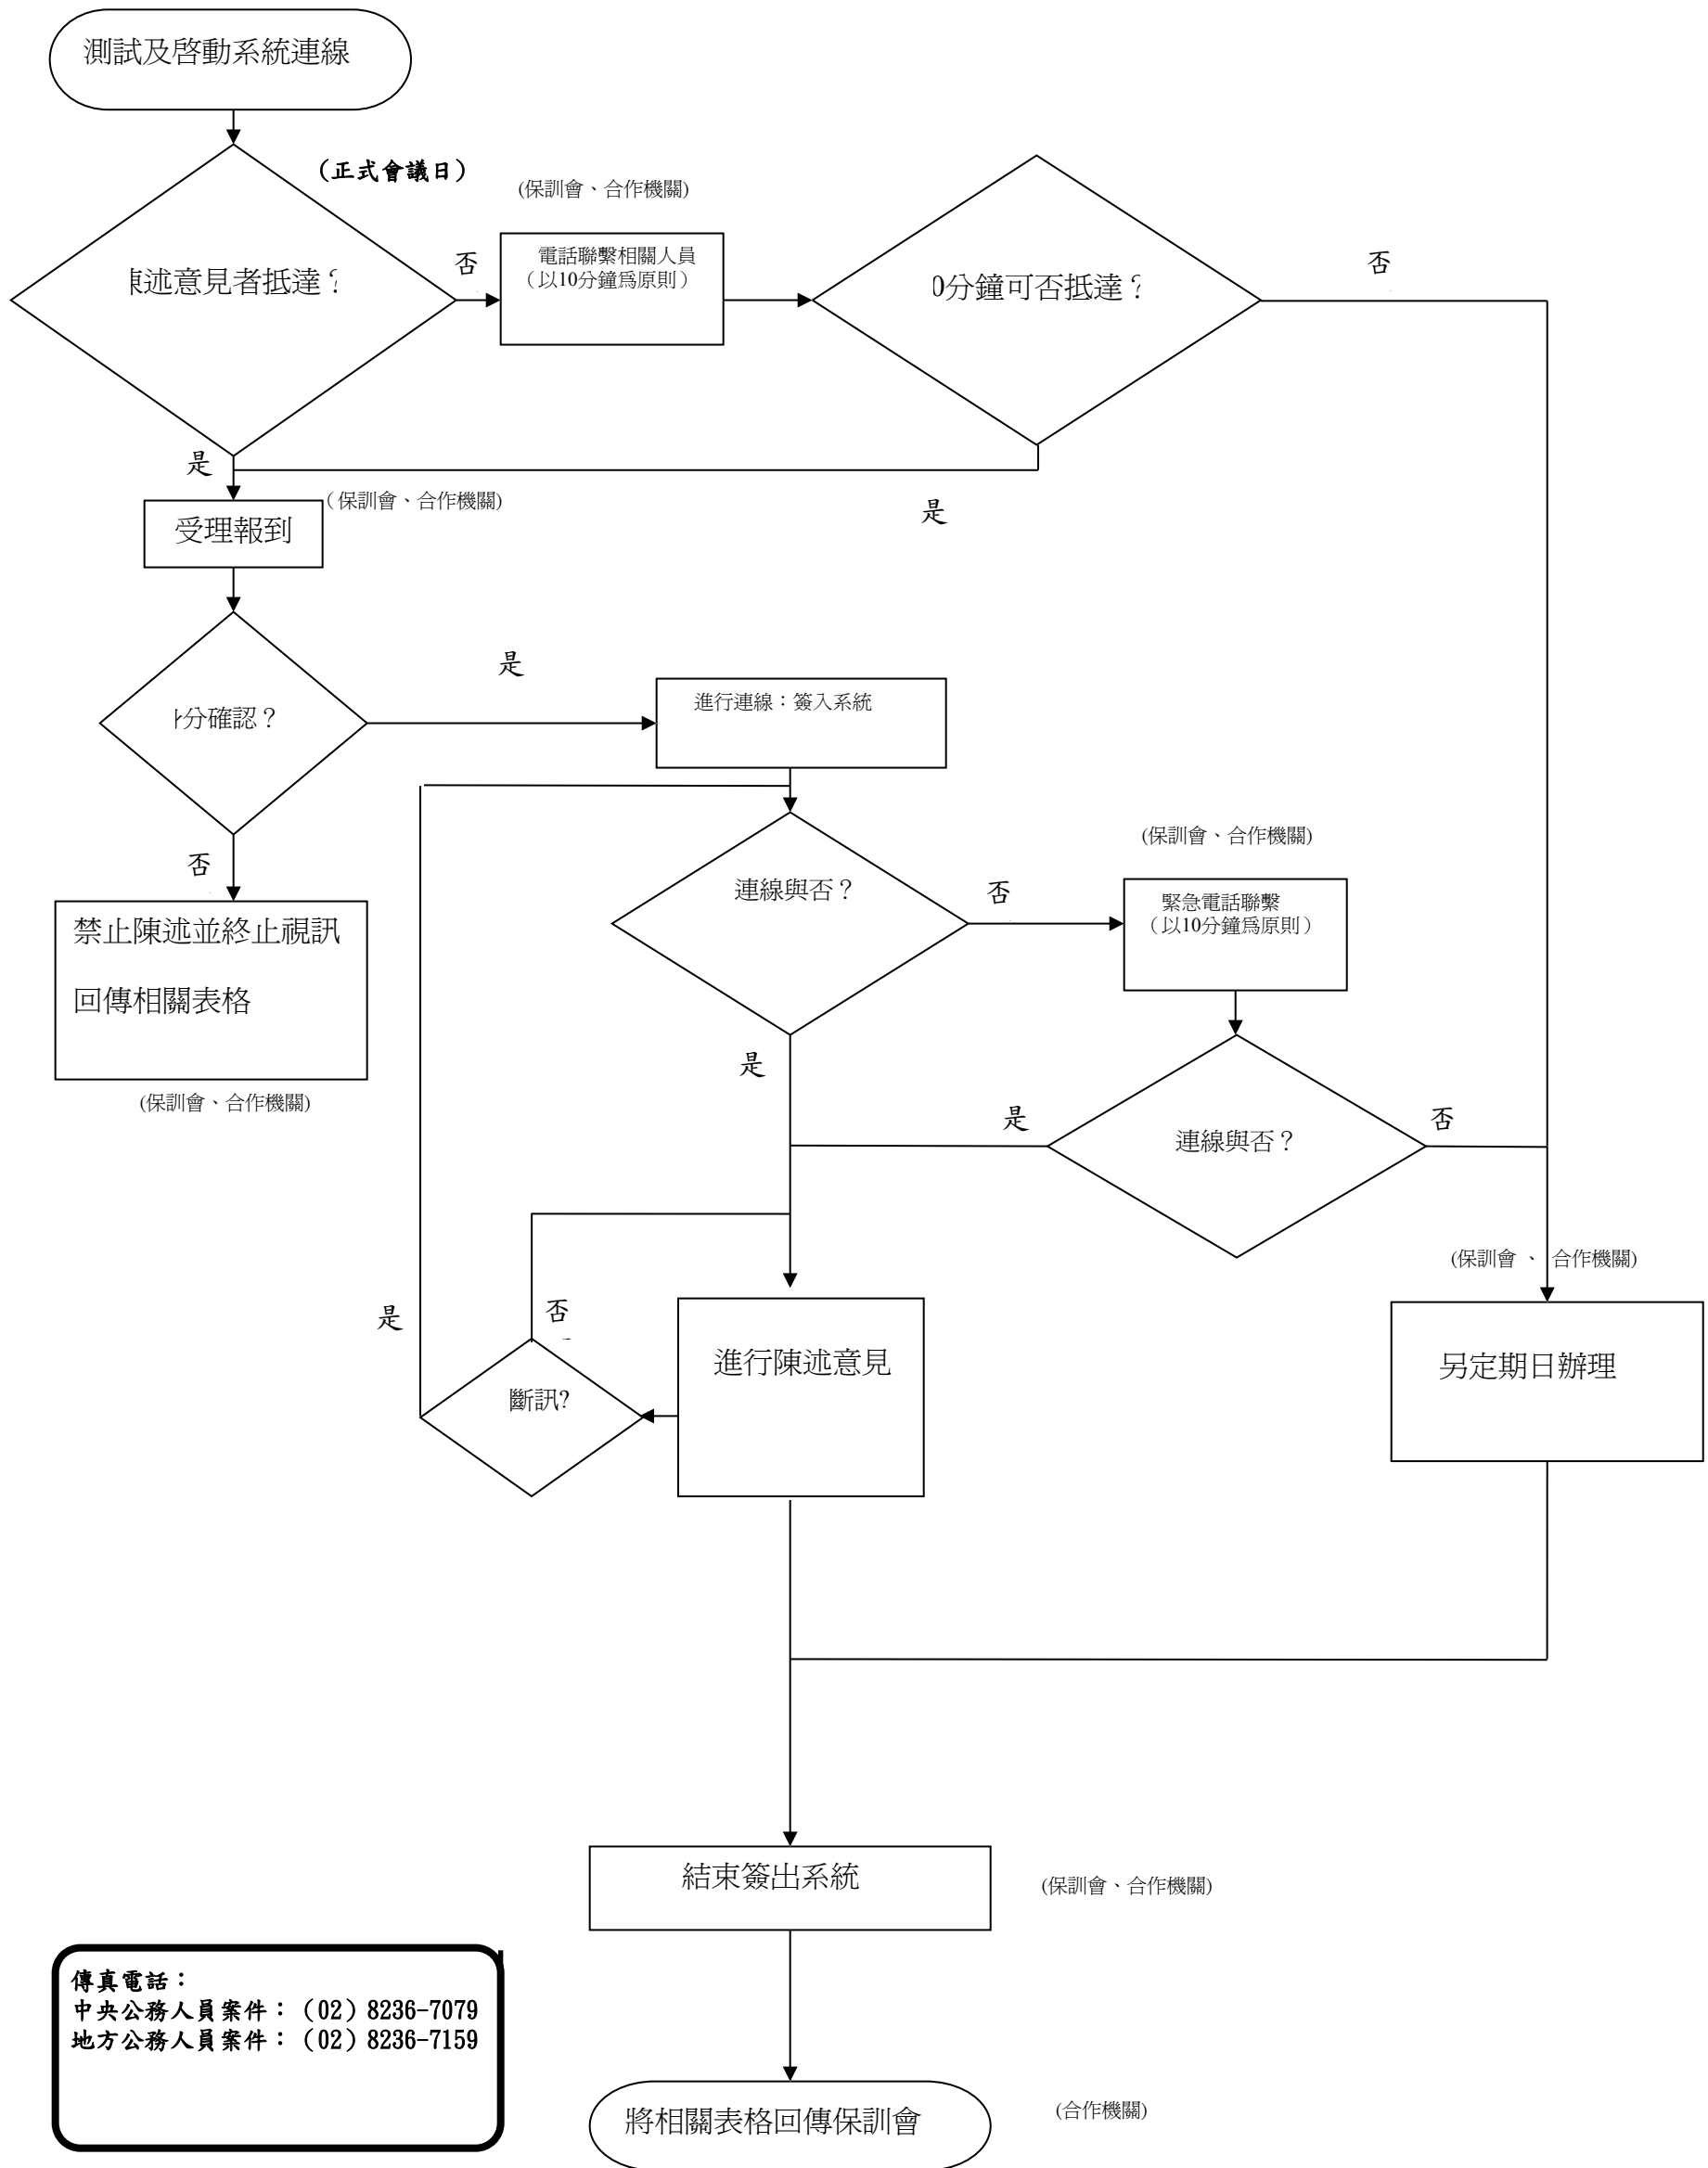 測試及啓動系統連線
（正式會議日）
(保訓會、合作機關)
否
電話聯繫相關人員
（以10分鐘爲原則）
述意見者抵達？
0分鐘可否抵達？
否
是
（保訓會、合作機關)
是
受理報到
是
分確認？
進行連線：簽入系統
(保訓會、合作機關)
否
連線與否？
否
緊急電話聯繫
（以10分鐘爲原則）
禁止陳述並終止視訊
回傳相關表格
(保訓會、合作機關)
是
是
否
連線與否？
(保訓會 、 合作機關)
是
否
進行陳述意見
另定期日辦理
斷訊?
結束簽出系統
(保訓會、合作機關)
傳真電話：
中央公務人員案件：（02）8236-7079
地方公務人員案件：（02）8236-7159
將相關表格回傳保訓會
(合作機關)